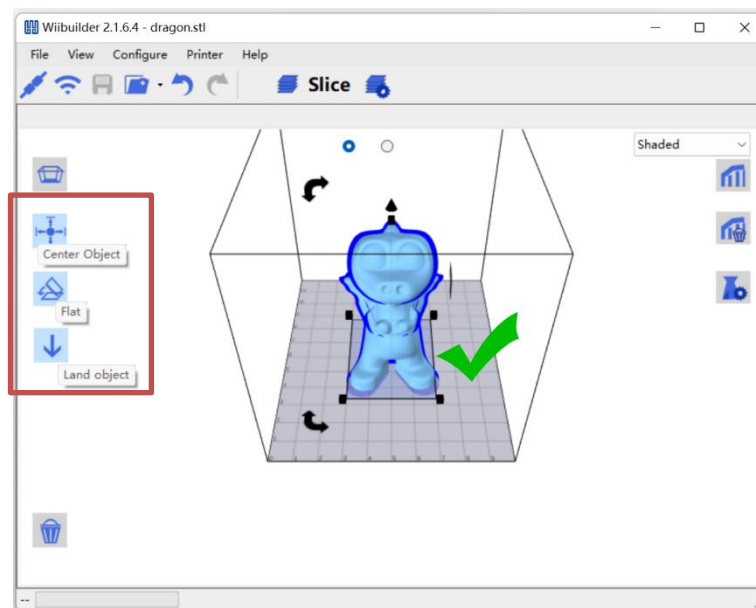 Wiibuilder 2.1.6.4 - dragon.stl
File View Configure Printer Help
Slice
Shaded
Center Object
Flat
Land object
--